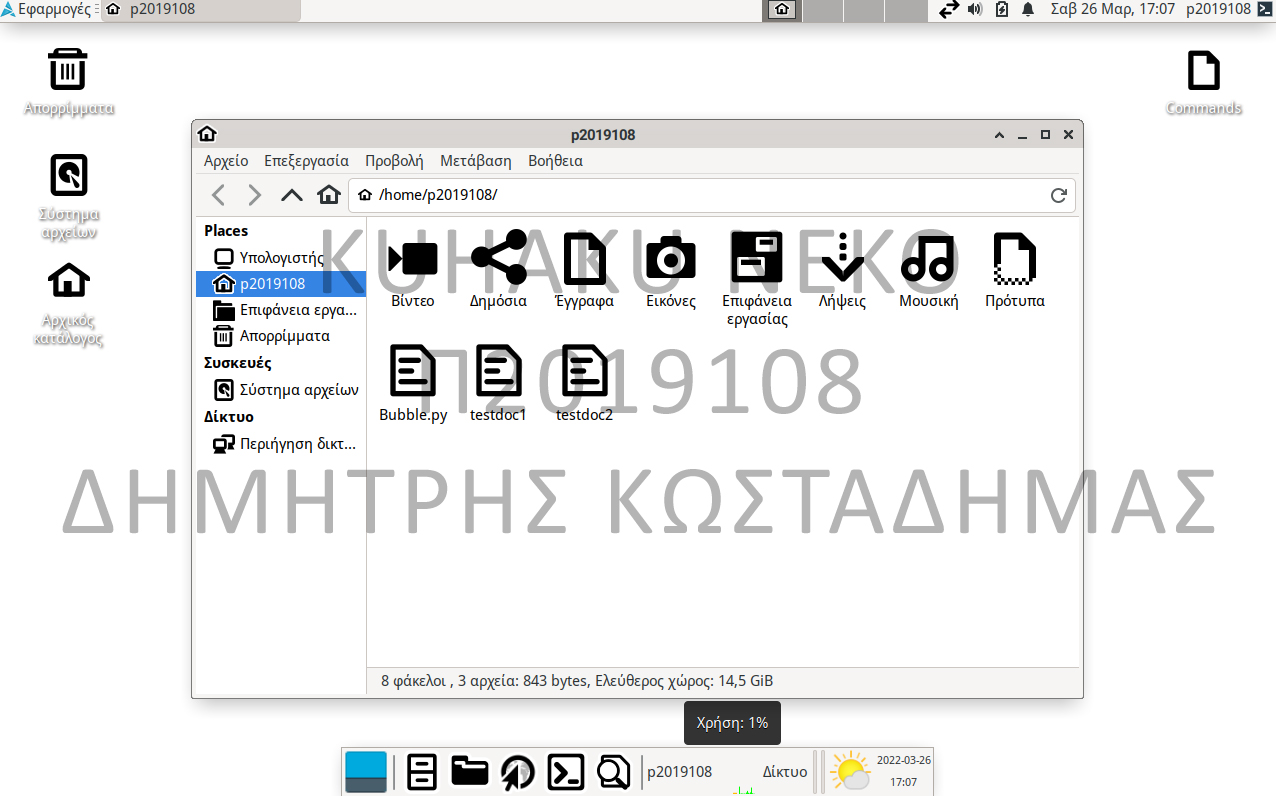 Εφαρμογές
p2019108
Σαβ 26 Μαρ, 17:07
p2019108
Απορρίμματα
Σύστημα
αρχείων
Αρχικός
κατάλογος
Commands
p2019108
Αρχείο Επεξεργασία Προβολή Μετάβαση Βοήθεια
/home/p2019108/
Places
Υπολογιστής
p2019108
Επιφάνεια εργα...
Απορρίμματα
Συσκευές
Σύστημα αρχείων
Δίκτυο
Περιήγηση δικτ...
Βίντεο
Δημόσια
Έγγραφα
Εικόνες
Επιφάνεια
εργασίας
Λήψεις
Μουσική
Πρότυπα
Bubble.py
testdoc1
testdoc2
KUHAKU NEKO
Π2019108
ΔΗΜΗΤΡΗΣ ΚΩΣΤΑΔΗΜΑΣ
8 φάκελοι , 3 αρχεία: 843 bytes, Ελεύθερος χώρος: 14,5 GiB
Χρήση: 1%
p2019108
Δίκτυο
2022-03-26
17:07